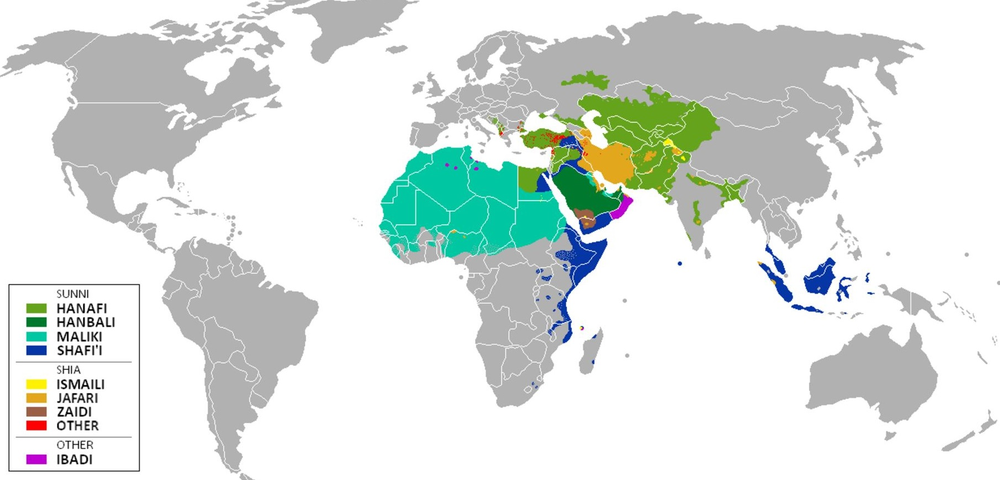 SUNNI
HANAFI
HANBALI
MALIKI
SHAFI'I
SHIA
ISMAILI
JAFARI
ZAIDI
OTHER
OTHER
IBADI